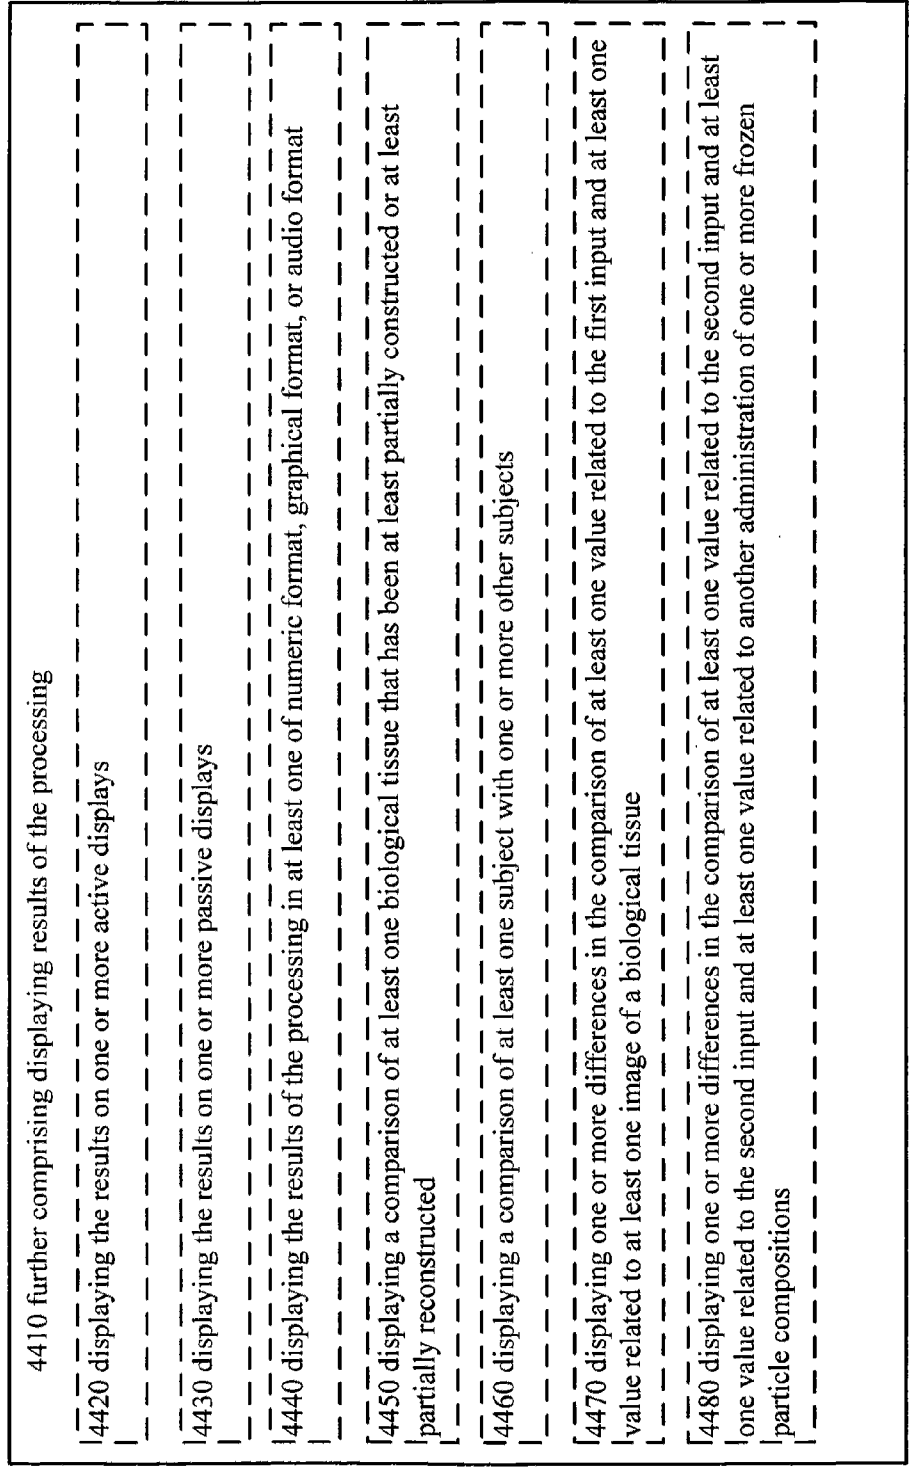 4410 further comprising displaying results of the processing
4420 displaying the results on one or more active displays
4430 displaying the results on one or more passive displays
4440 displaying the results of the processing in at least one of numeric format, graphical format, or audio format
4450 displaying a comparison of at least one biological tissue that has been at least partially constructed or at least
partially reconstructed
4460 displaying a comparison of at least one subject with one or more other subjects
4470 displaying one or more differences in the comparison of at least one value related to the first input and at least one
value related to at least one image of a biological tissue
4480 displaying one or more differences in the comparison of at least one value related to the second input and at least
one value related to the second input and at least one value related to another administration of one or more frozen
particle compositions